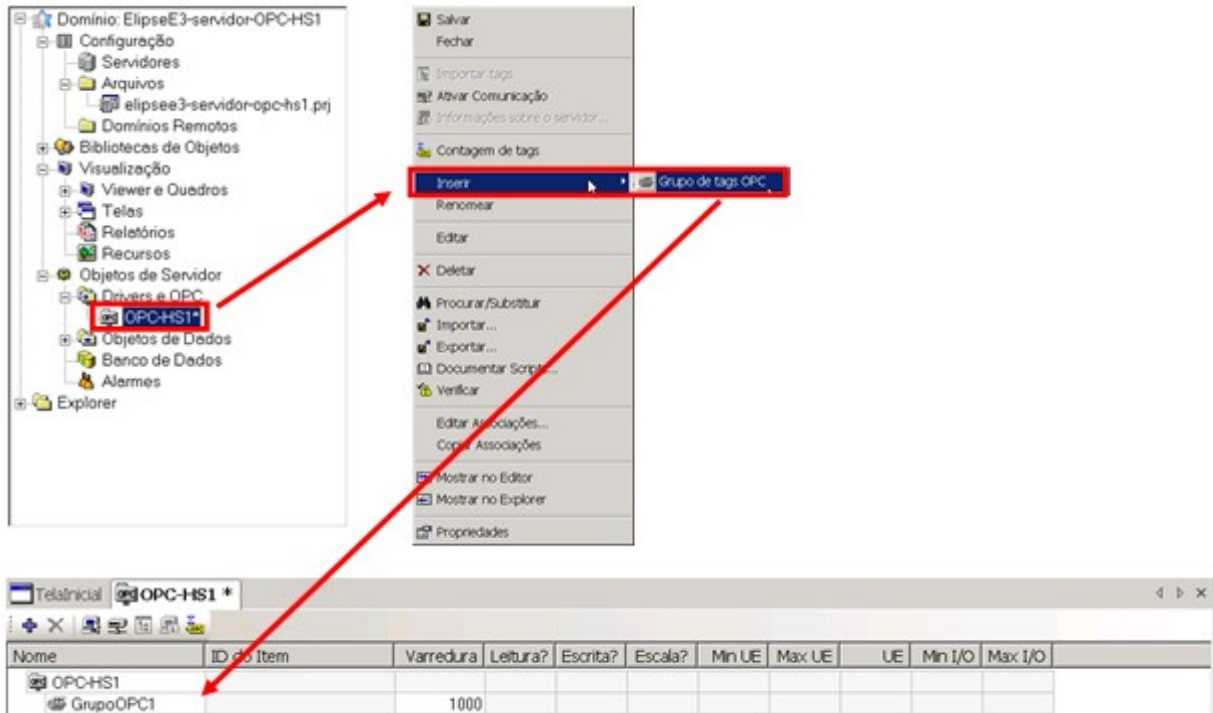 Domínio: ElipseE3-servidor-OPC-HS1
Configuração
Servidores
Arquivos
elipsee3-servidor-opc-hs1.prj
Domínios Remotos
Bibliotecas de Objetos
Visualização
Viewer e Quadros
Telas
Relatórios
Recursos
Objetos de Servidor
Drivers e OPC
OPC-HS1*
Objetos de Dados
Banco de Dados
Alarmes
Explorer
Salvar
Fechar
Importar tags
Ativar Comunicação
Informações sobre o servidor...
Contagem de tags
Inserir
Grupo de tags OPC
Renomear
Editar
Deletar
Procurar/Substituir
Importar...
Exportar...
Documentar Scripts...
Verificar
Editar Associações...
Copiar Associações
Mostrar no Editor
Mostrar no Explorer
Propriedades
TelaInicial OPC-HS1 *
Nome ID do Item Varredura Leitura? Escrita? Escala? Min UE Max UE UE Min I/O Max I/O
OPC-HS1
GrupoOPC1 1000